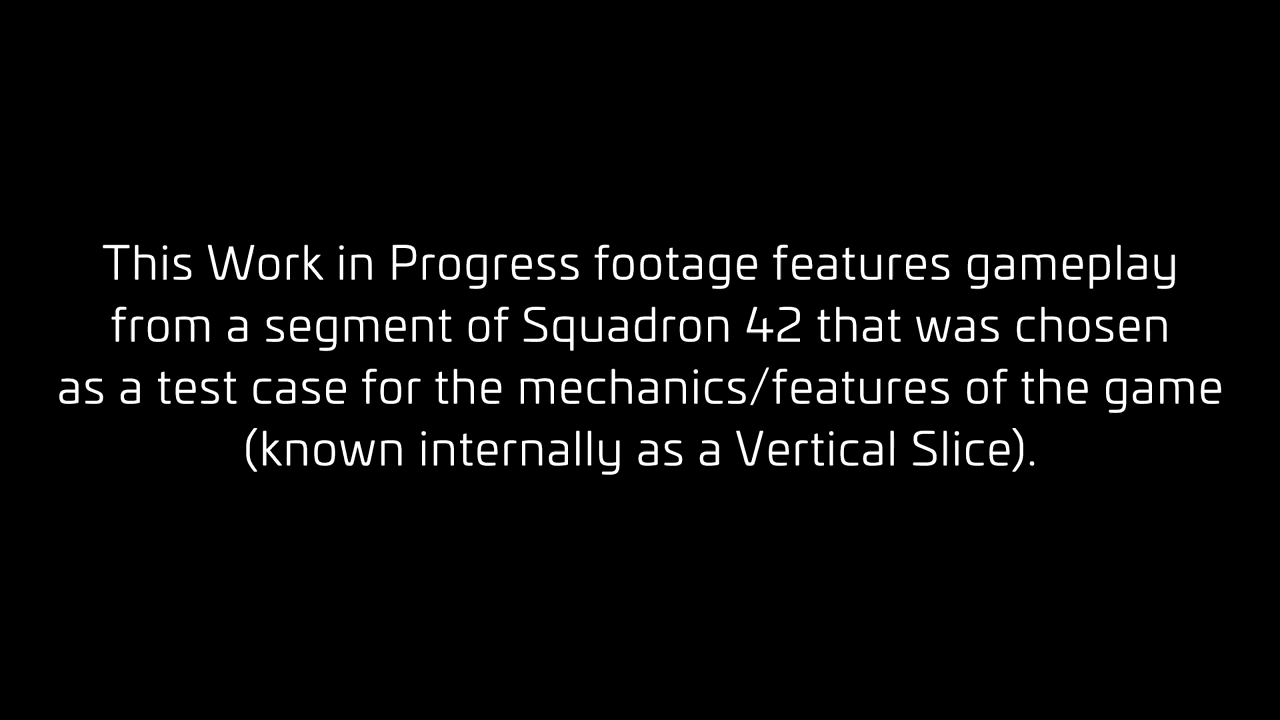 This Work in Progress footage features gameplay
from a segment of Squadron 42 that was chosen
as a test case for the mechanics/features of the game
(known internally as a Vertical Slice).